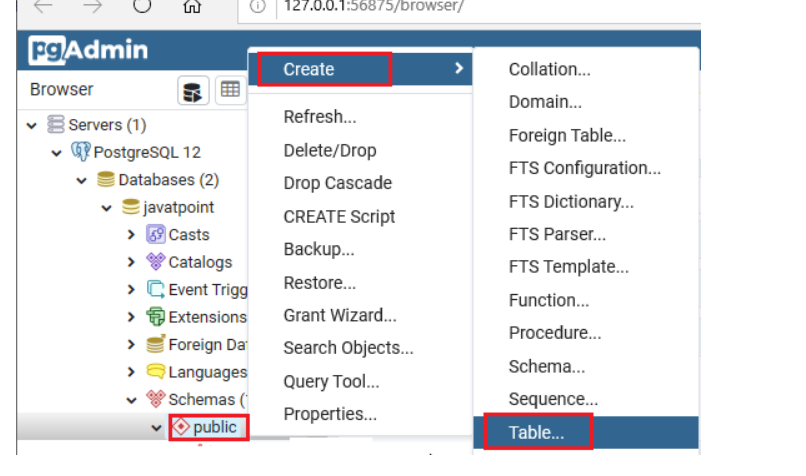 127.0.0.1:56875/browser/
pgAdmin
Browser
Servers (1)
PostgreSQL 12
Databases (2)
javatpoint
Casts
Catalogs
Event Trigg
Extensions
Foreign Da
Languages
Schemas (
public
Create
Refresh...
Delete/Drop
Drop Cascade
CREATE Script
Backup...
Restore...
Grant Wizard...
Search Objects...
Query Tool...
Properties...
Collation...
Domain...
Foreign Table...
FTS Configuration...
FTS Dictionary...
FTS Parser...
FTS Template...
Function...
Procedure...
Schema...
Sequence...
Table...